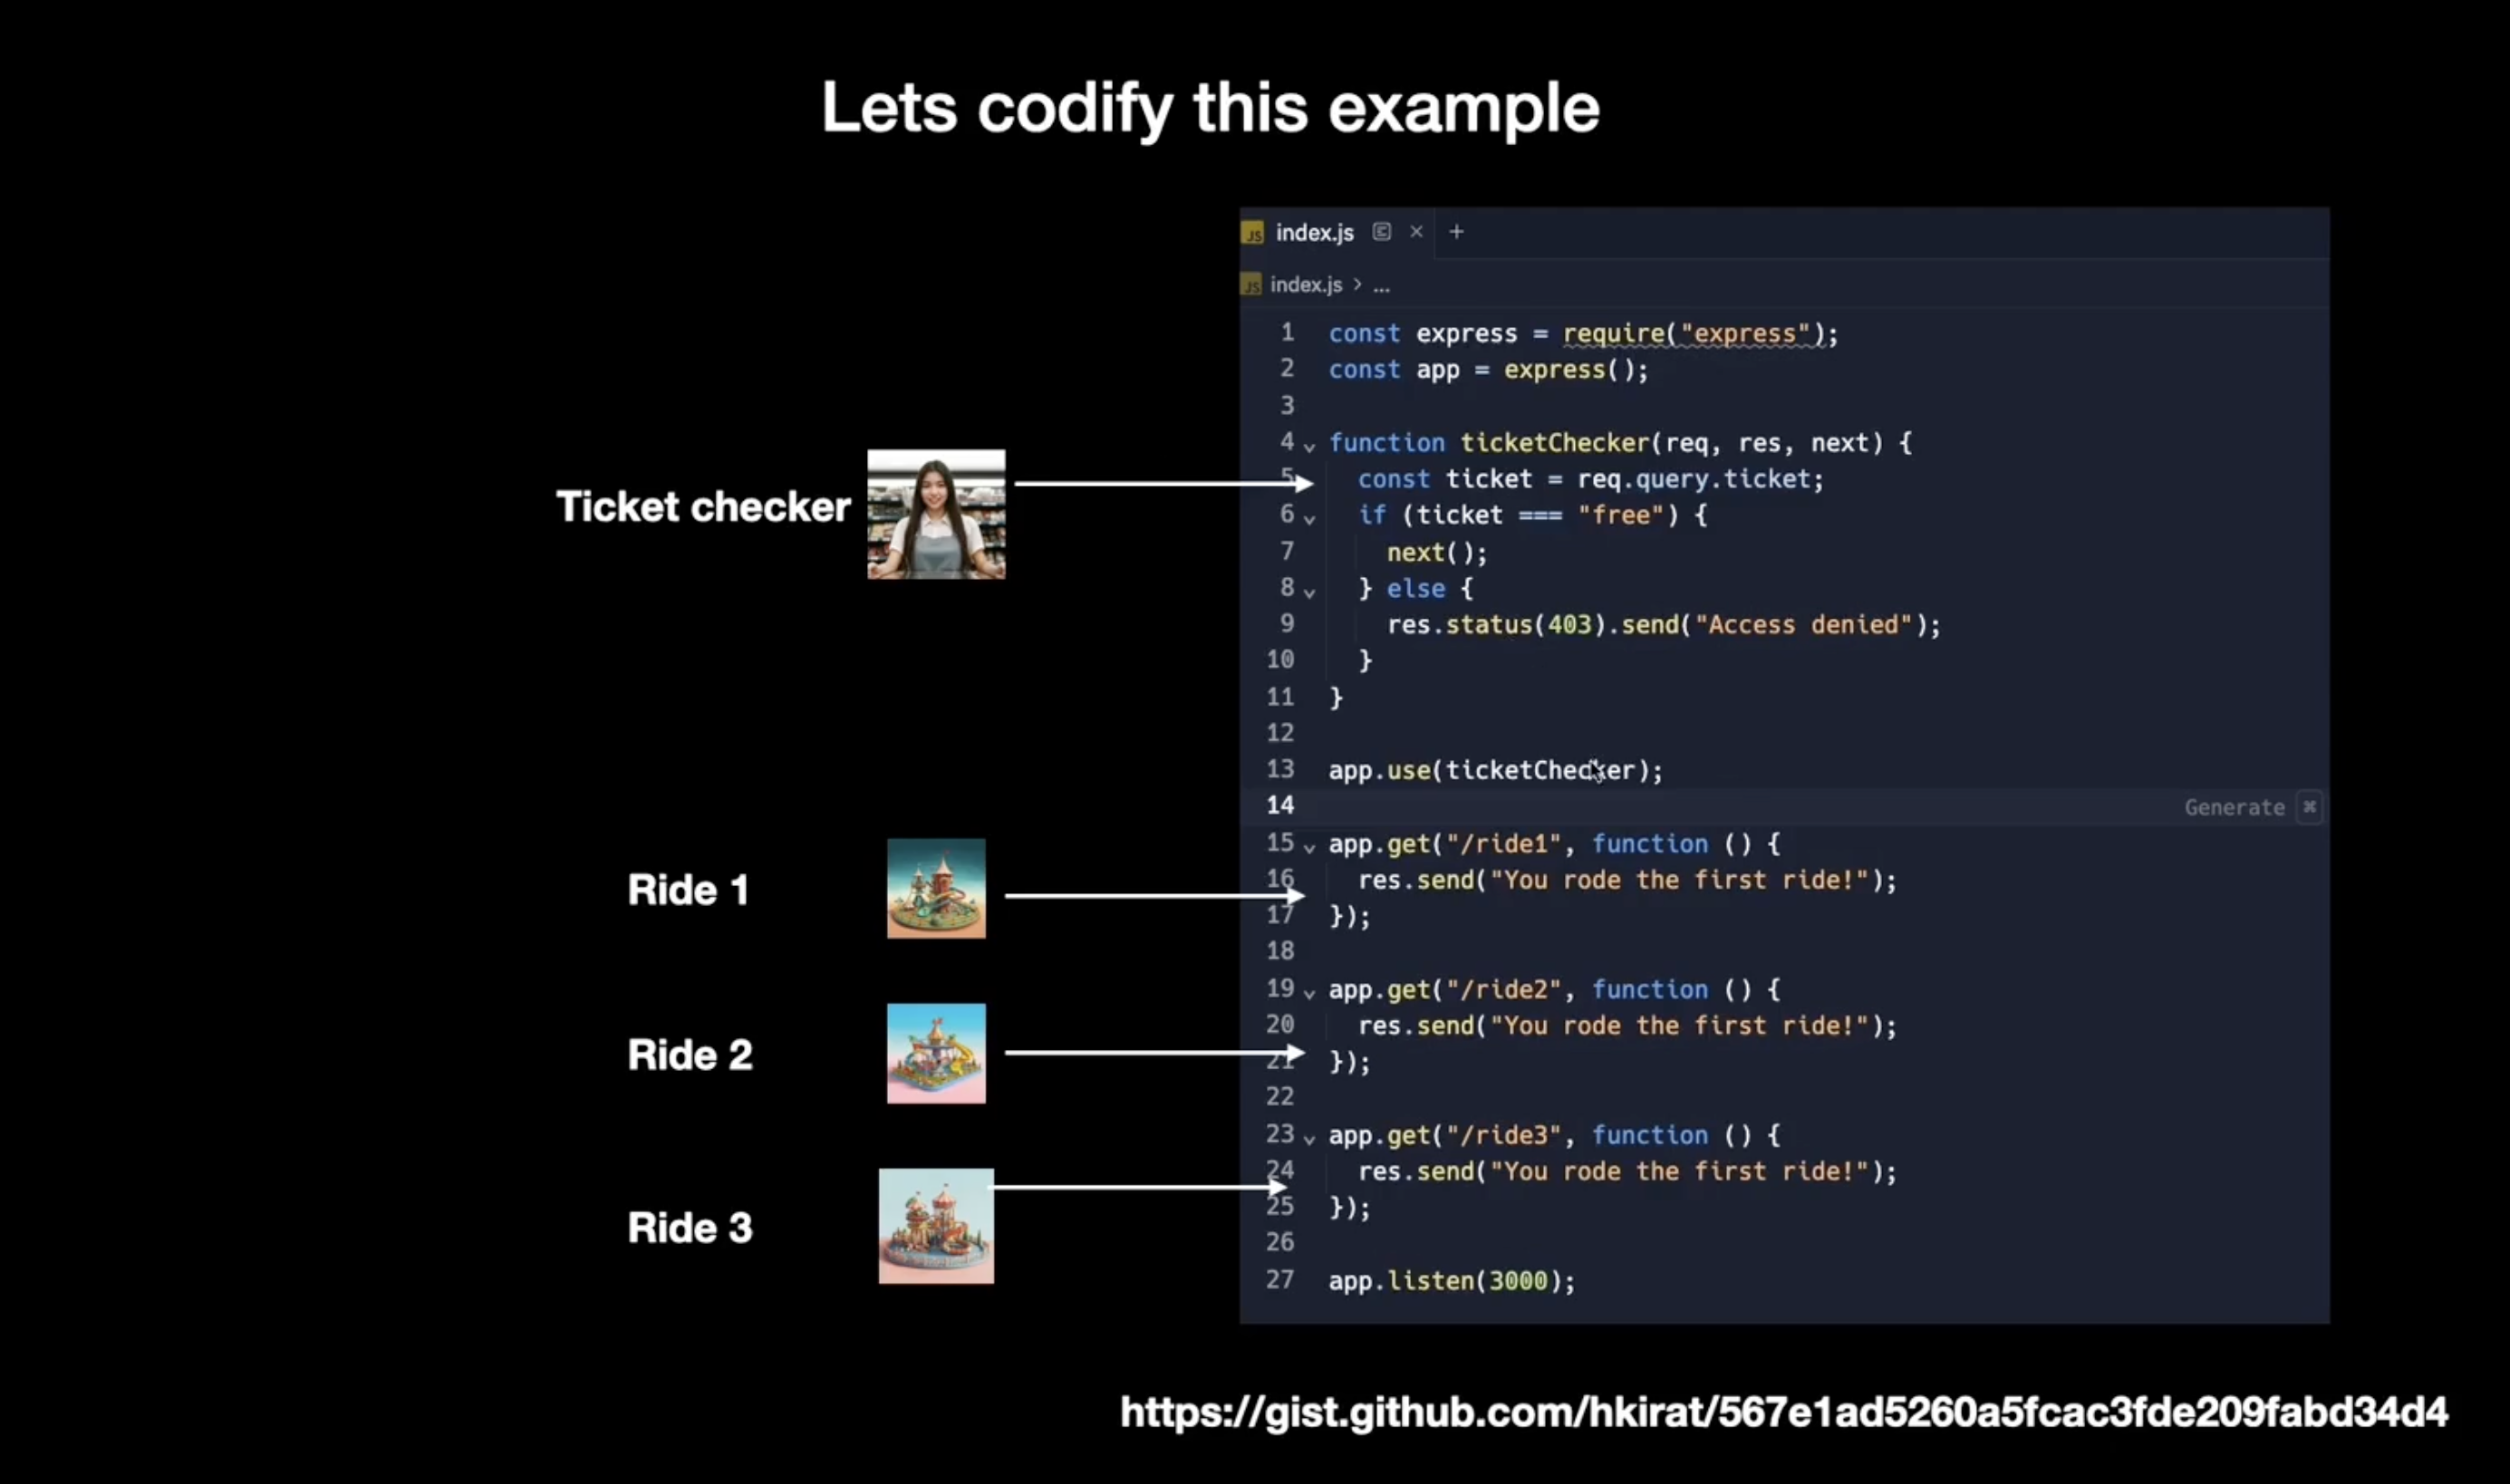 Lets codify this example
JS index.js × +
JS index.js > ...
1 const express = require("express");
2 const app = express();
3
4 function ticketChecker(req, res, next) {
5 const ticket = req.query.ticket;
6 if (ticket === "free") {
7 next();
8 } else {
9 res.status(403).send("Access denied");
10 }
11 }
12
13 app.use(ticketChecker);
14 Generate ⌘
15 app.get("/ride1", function () {
16 res.send("You rode the first ride!");
17 });
18
19 app.get("/ride2", function () {
20 res.send("You rode the first ride!");
21 });
22
23 app.get("/ride3", function () {
24 res.send("You rode the first ride!");
25 });
26
27 app.listen(3000);
Ticket checker
Ride 1
Ride 2
Ride 3
https://gist.github.com/hkirat/567e1ad5260a5fcac3fde209fabd34d4